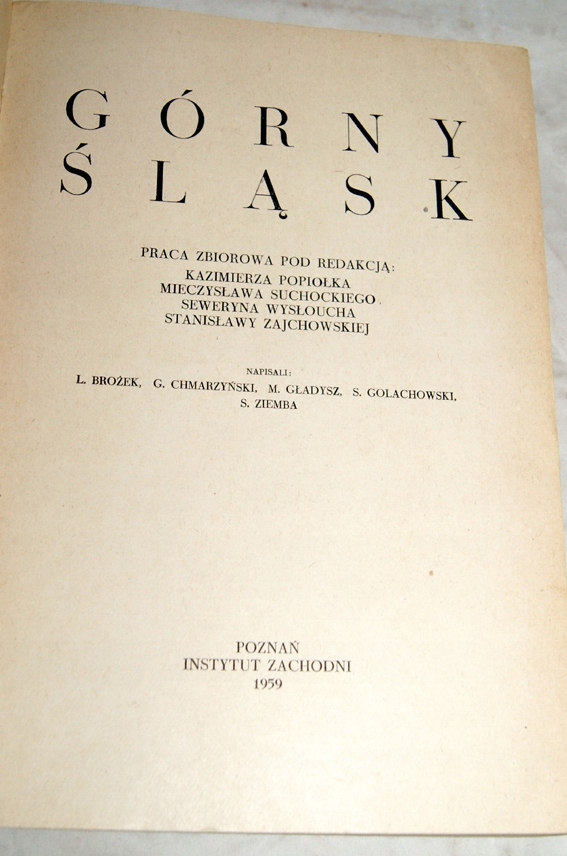 GÓRNY
ŚLĄSK
PRACA ZBIOROWA POD REDAKCJĄ:
KAZIMIERZA POPIOŁKA
MIECZYSŁAWA SUCHOCKIEGO
SEWERYNA WYSŁOUCHA
STANISŁAWY ZAJCHOWSKIEJ
NAPISALI:
L. BROŻEK, G. CHMARZYŃSKI, M. GŁADYSZ, S. GOLACHOWSKI,
S. ZIEMBA
POZNAŃ
INSTYTUT ZACHODNI
1959